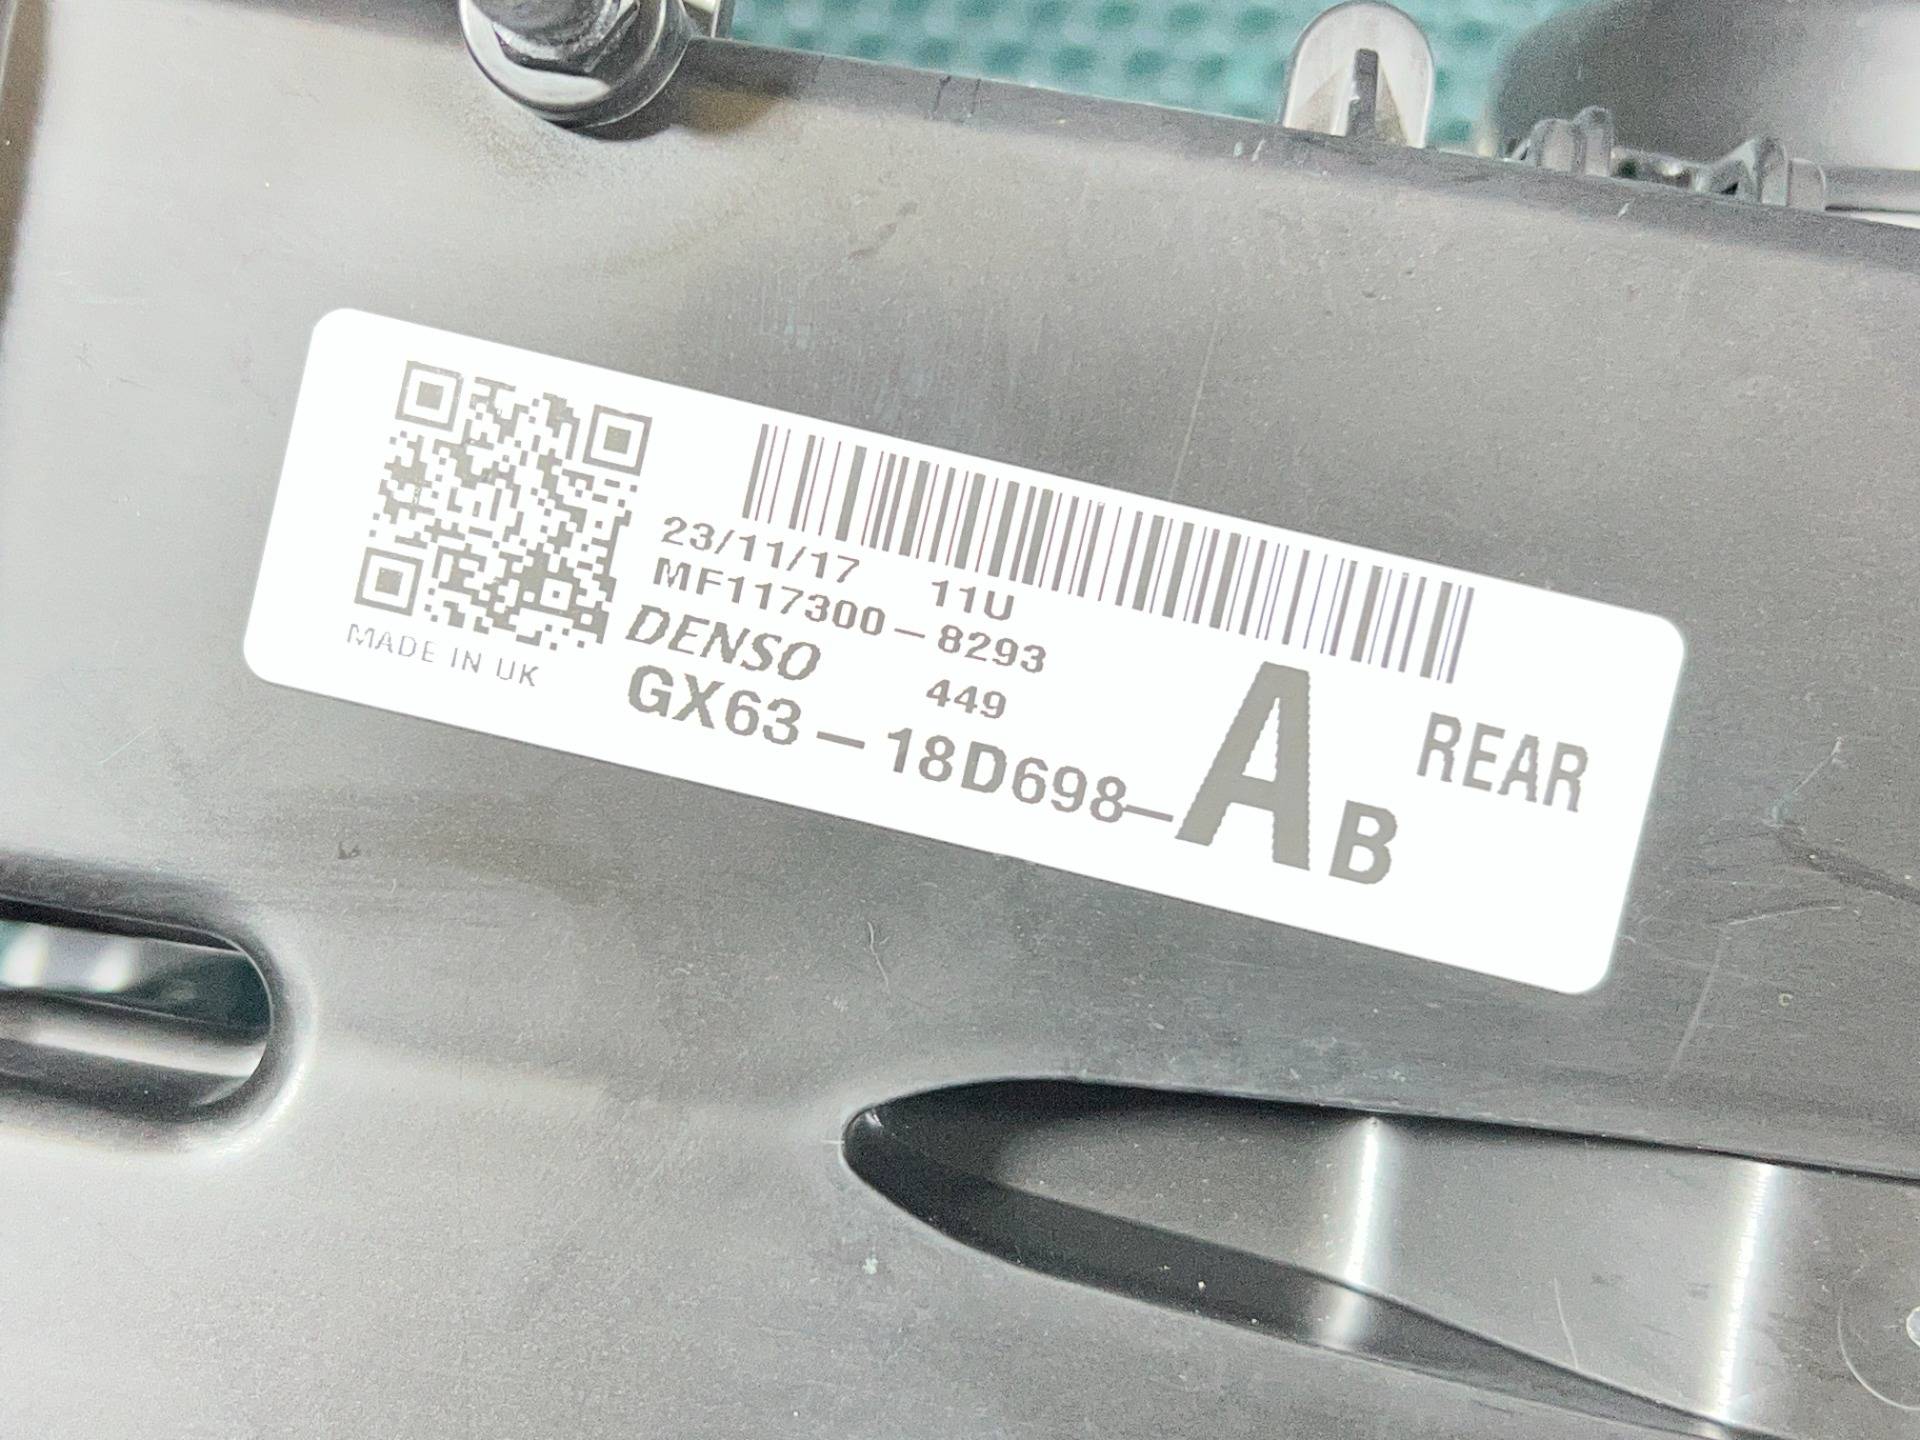 23/11/17 11U
MF117300-8293
DENSO 449
MADE IN UK
GX63-18D698-AB REAR